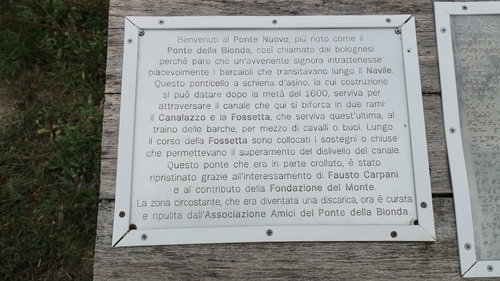 Benvenuti al Ponte Nuovo, più noto come il
Ponte della Bionda, così chiamato dai bolognesi
perchè pare che un'avvenente signora intrattenesse
piacevolmente i barcaioli che transitavano lungo il Navile.
Questo ponticello a schiena d'asino, la cui costruzione
si può datare dopo la metà del 1600, serviva per
attraversare il canale che qui si biforca in due rami:
il Canalazzo e la Fossetta, che serviva quest'ultima, al
traino delle barche, per mezzo di cavalli o buoi. Lungo
il corso della Fossetta sono collocati i sostegni o chiuse
che permettevano il superamento del dislivello del canale.
Questo ponte che era in parte crollato, è stato
ripristinato grazie all'interessamento di Fausto Carpani
e al contributo della Fondazione del Monte.
La zona circostante, che era diventata una discarica, ora è curata
e ripulita dall'Associazione Amici del Ponte della Bionda.